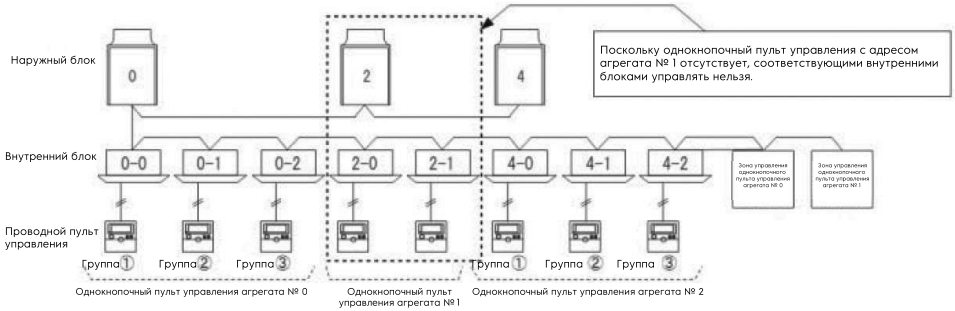 Наружный блок
0
2
4
Поскольку однокнопочный пульт управления с адресом
агрегата № 1 отсутствует, соответствующими внутренними
блоками управлять нельзя.
Внутренний блок
0-0
0-1
0-2
2-0
2-1
4-0
4-1
4-2
Зона управления
однокнопочного
пульта управления
агрегата № 0
Зона управления
однокнопочного
пульта управления
агрегата № 1
Проводной пульт
управления
Группа ①
Группа ②
Группа ③
Группа ①
Группа ②
Группа ③
Однокнопочный пульт управления агрегата № 0
Однокнопочный пульт
управления агрегата № 1
Однокнопочный пульт управления агрегата № 2